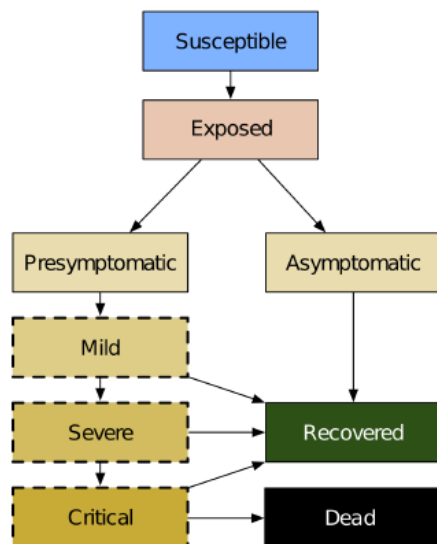 Susceptible
Exposed
Presymptomatic
Asymptomatic
Mild
Severe
Recovered
Critical
Dead